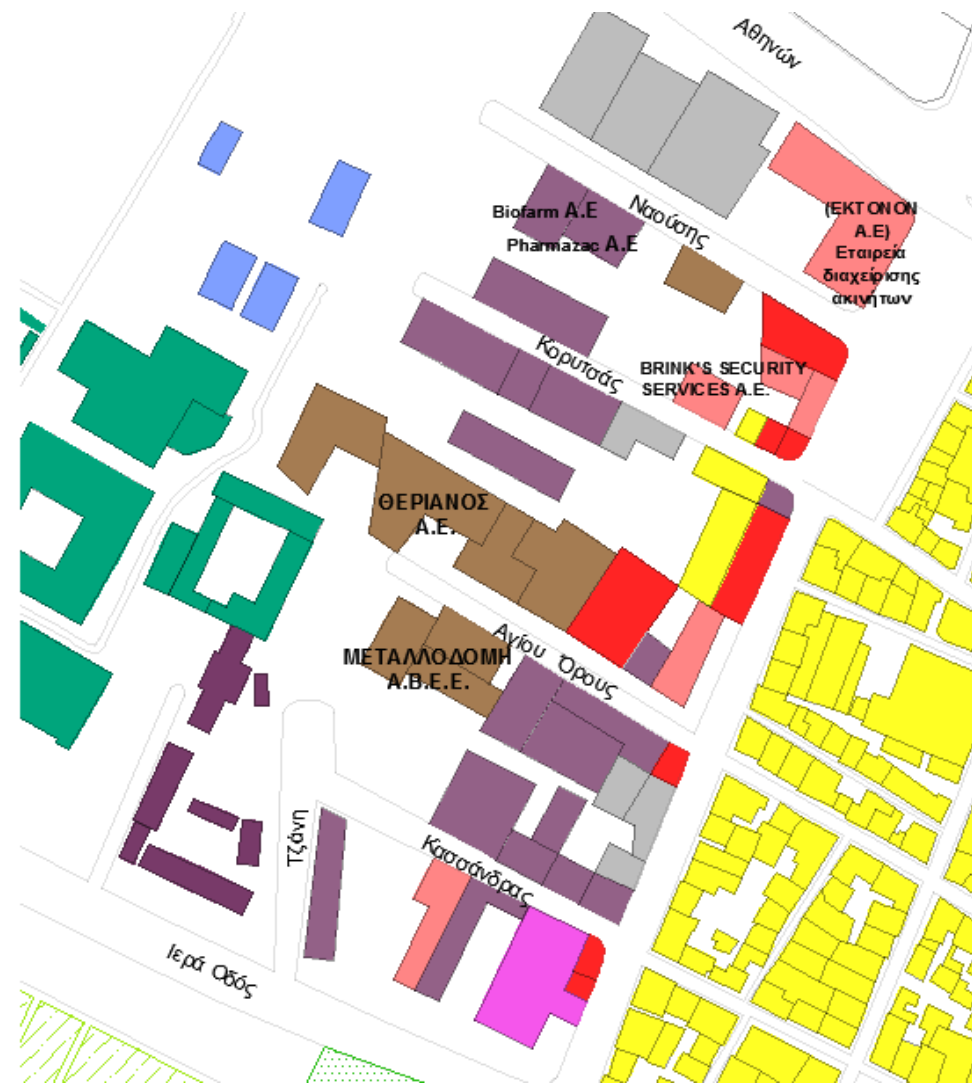 Αθηνών
Ναούσης
Biofarm Α.Ε
Pharmazac Α.Ε
(ΕΚΤΟΝΟΝ
Α.Ε)
Εταιρεία
διαχείρισης
ακινήτων
Κορυτσάς
BRINK'S SECURITY
SERVICES A.E.
ΘΕΡΙΑΝΟΣ
Α.Ε.
Αγίου Όρους
ΜΕΤΑΛΛΟΔΟΜΗ
Α.Β.Ε.Ε.
Τζάνη
Κασσάνδρας
Ιερά Οδός